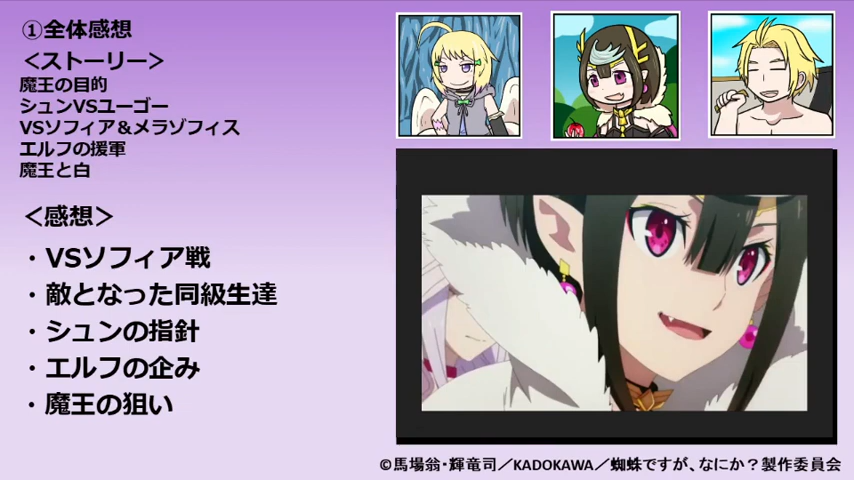 ①全体感想
＜ストーリー＞
魔王の目的
シュンVSユーゴー
VSソフィア＆メラゾフィス
エルフの援軍
魔王と白
＜感想＞
・VSソフィア戦
・敵となった同級生達
・シュンの指針
・エルフの企み
・魔王の狙い
©馬場翁・輝竜司／KADOKAWA／蜘蛛ですが、なにか？製作委員会